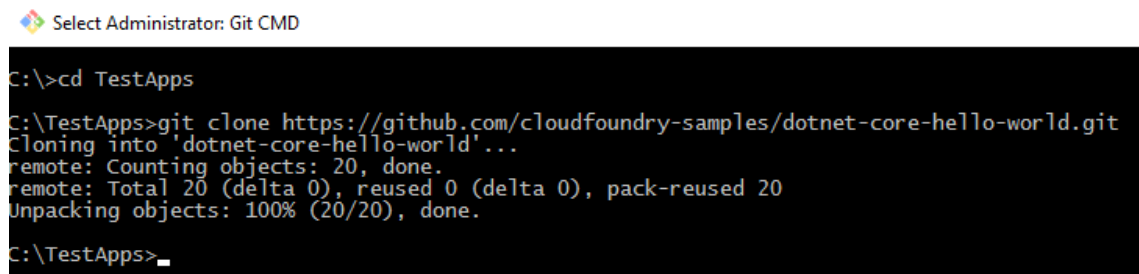 Select Administrator: Git CMD
C:\>cd TestApps
C:\TestApps>git clone https://github.com/cloudfoundry-samples/dotnet-core-hello-world.git
Cloning into 'dotnet-core-hello-world'...
remote: Counting objects: 20, done.
remote: Total 20 (delta 0), reused 0 (delta 0), pack-reused 20
Unpacking objects: 100% (20/20), done.
C:\TestApps>